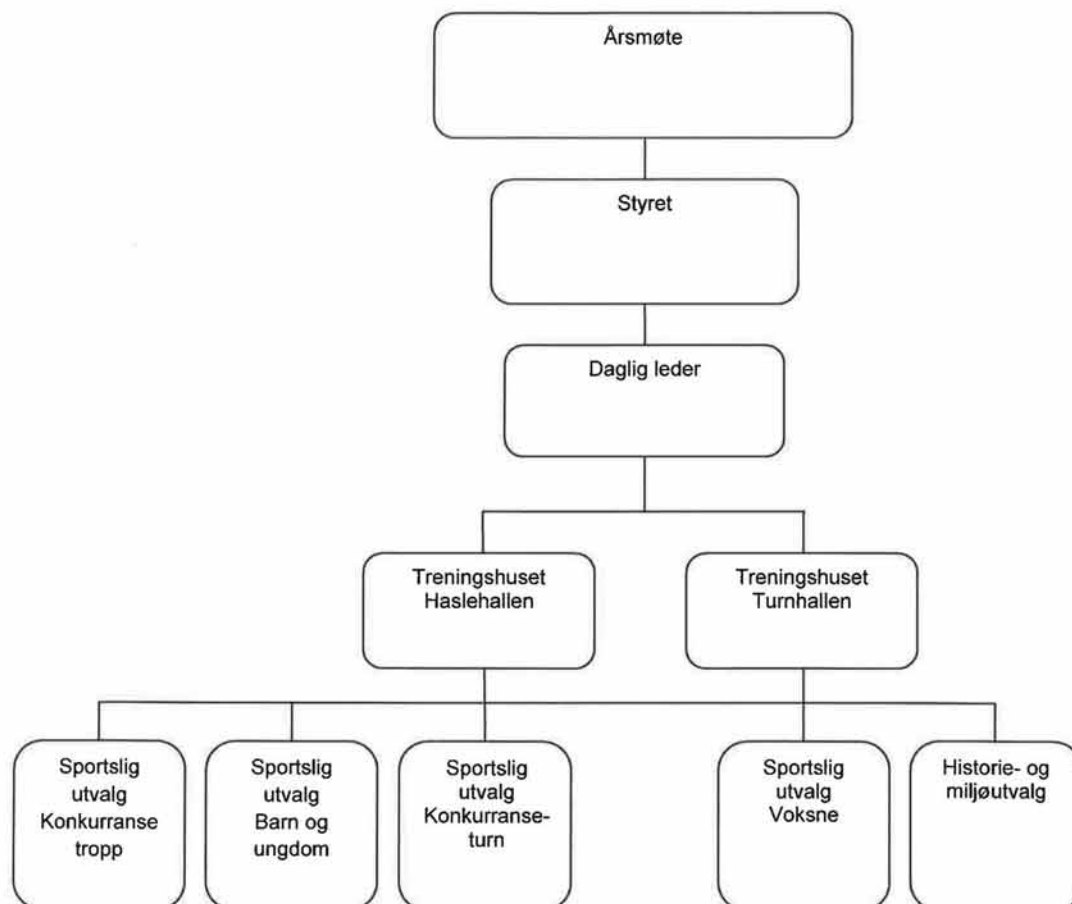 Årsmøte
Styret
Daglig leder
Treningshuset
Haslehallen
Treningshuset
Turnhallen
Sportslig
utvalg
Konkurranse
tropp
Sportslig
utvalg
Barn og
ungdom
Sportslig
utvalg
Konkurranse-
turn
Sportslig
utvalg
Voksne
Historie- og
miljøutvalg